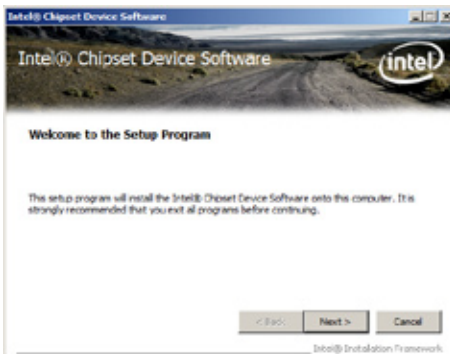 Intel® Chipset Device Software
Intel® Chipset Device Software
intel
Welcome to the Setup Program
This setup program will install the Intel® Chipset Device Software onto this computer. It is
strongly recommended that you exit all programs before continuing.
< Back
Next >
Cancel
Intel® Installation Framework